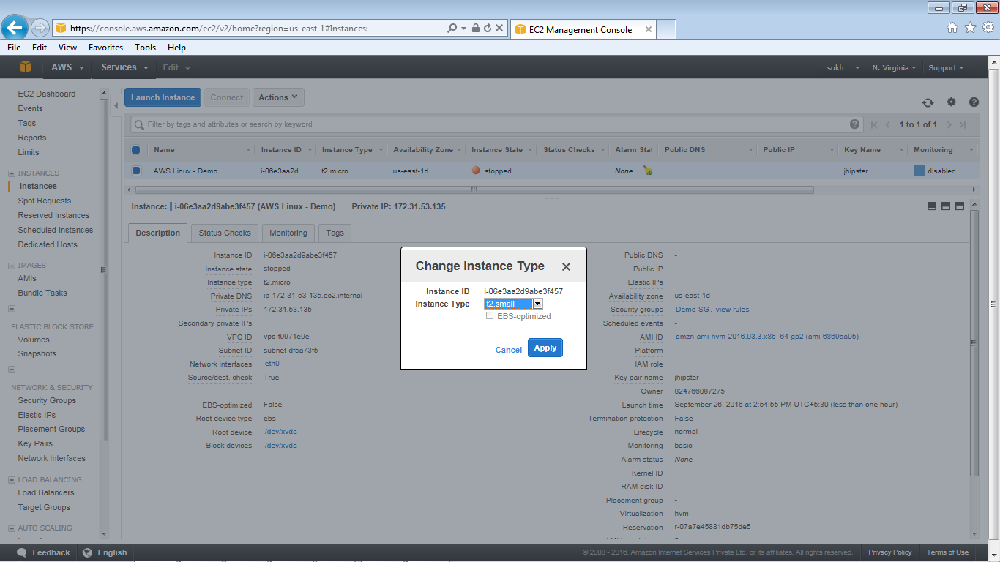 https://console.aws.amazon.com/ec2/v2/home?region=us-east-1#Instances:
EC2 Management Console
File Edit View Favorites Tools Help
AWS Services Edit sukh... N. Virginia Support
EC2 Dashboard
Events
Tags
Reports
Limits
INSTANCES
Instances
Spot Requests
Reserved Instances
Scheduled Instances
Dedicated Hosts
IMAGES
AMIs
Bundle Tasks
ELASTIC BLOCK STORE
Volumes
Snapshots
NETWORK & SECURITY
Security Groups
Elastic IPs
Placement Groups
Key Pairs
Network Interfaces
LOAD BALANCING
Load Balancers
Target Groups
AUTO SCALING
Launch Instance Connect Actions
Filter by tags and attributes or search by keyword 1 to 1 of 1
Name Instance ID Instance Type Availability Zone Instance State Status Checks Alarm Stat Public DNS Public IP Key Name Monitoring
AWS Linux - Demo i-06e3aa2d... t2.micro us-east-1d stopped None jhipster disabled
Instance: i-06e3aa2d9abe3f457 (AWS Linux - Demo) Private IP: 172.31.53.135
Description Status Checks Monitoring Tags
Instance ID i-06e3aa2d9abe3f457
Instance state stopped
Instance type t2.micro
Private DNS ip-172-31-53-135.ec2.internal
Private IPs 172.31.53.135
Secondary private IPs
VPC ID vpc-f9971e9e
Subnet ID subnet-df5a73f5
Network interfaces eth0
Source/dest. check True
EBS-optimized False
Root device type ebs
Root device /dev/xvda
Block devices /dev/xvda
Change Instance Type
Instance ID i-06e3aa2d9abe3f457
Instance Type t2.small
EBS-optimized
Cancel Apply
Public DNS -
Public IP
Elastic IPs
Availability zone us-east-1d
Security groups Demo-SG. view rules
Scheduled events -
AMI ID amzn-ami-hvm-2016.03.3.x86_64-gp2 (ami-6869aa05)
Platform -
IAM role -
Key pair name jhipster
Owner 824766087275
Launch time September 26, 2016 at 2:54:55 PM UTC+5:30 (less than one hour)
Termination protection False
Lifecycle normal
Monitoring basic
Alarm status None
Kernel ID -
RAM disk ID -
Placement group -
Virtualization hvm
Reservation r-07a7e45881db75de5
Feedback English © 2008 - 2016, Amazon Internet Services Private Ltd. or its affiliates. All rights reserved. Privacy Policy Terms of Use